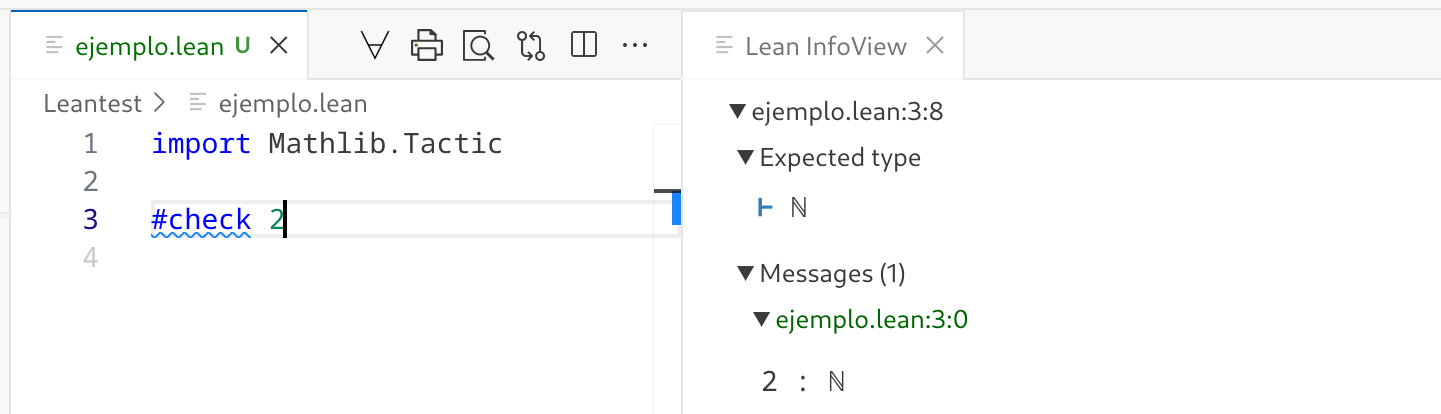 ejemplo.lean U
Lean InfoView
Leantest > ejemplo.lean
1 import Mathlib.Tactic
2
3 #check 2
4
ejemplo.lean:3:8
Expected type
⊢ ℕ
Messages (1)
ejemplo.lean:3:0
2 : ℕ